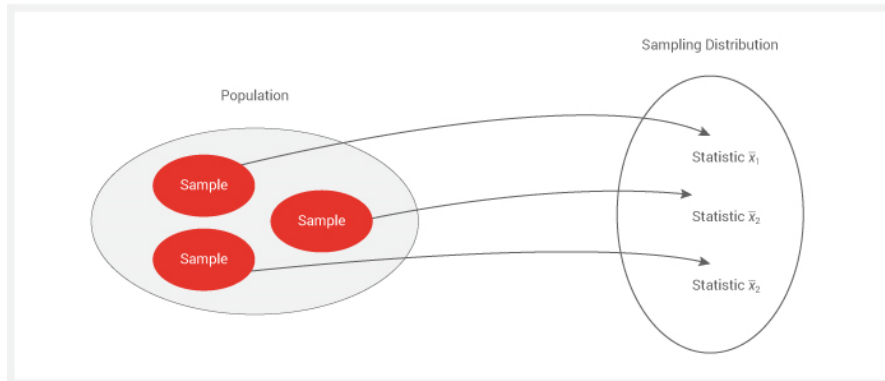 Sampling Distribution
Population
Statistic x̅₁
Sample
Sample
Statistic x̅₂
Sample
Statistic x̅₂